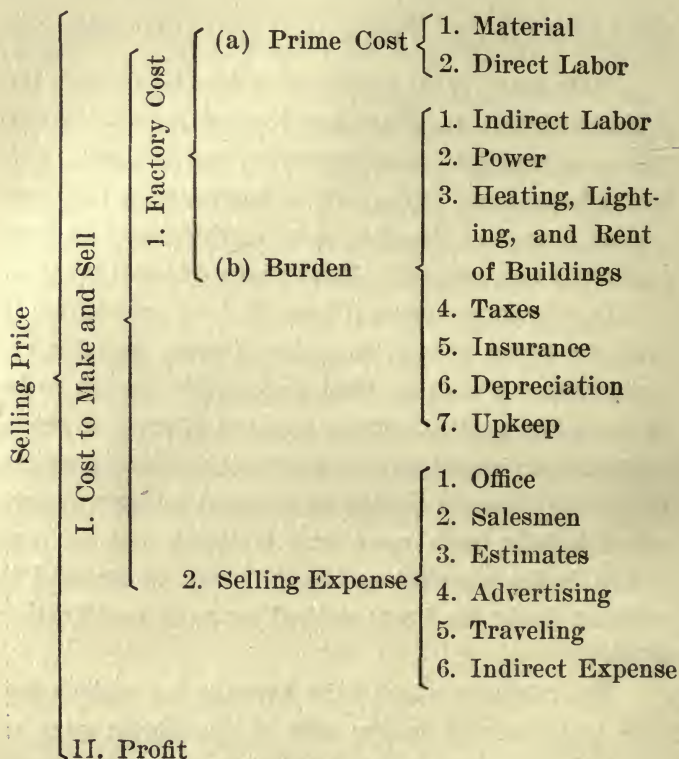 Selling Price
I. Cost to Make and Sell
1. Factory Cost
(a) Prime Cost
1. Material
2. Direct Labor
(b) Burden
1. Indirect Labor
2. Power
3. Heating, Light-
ing, and Rent
of Buildings
4. Taxes
5. Insurance
6. Depreciation
7. Upkeep
2. Selling Expense
1. Office
2. Salesmen
3. Estimates
4. Advertising
5. Traveling
6. Indirect Expense
II. Profit